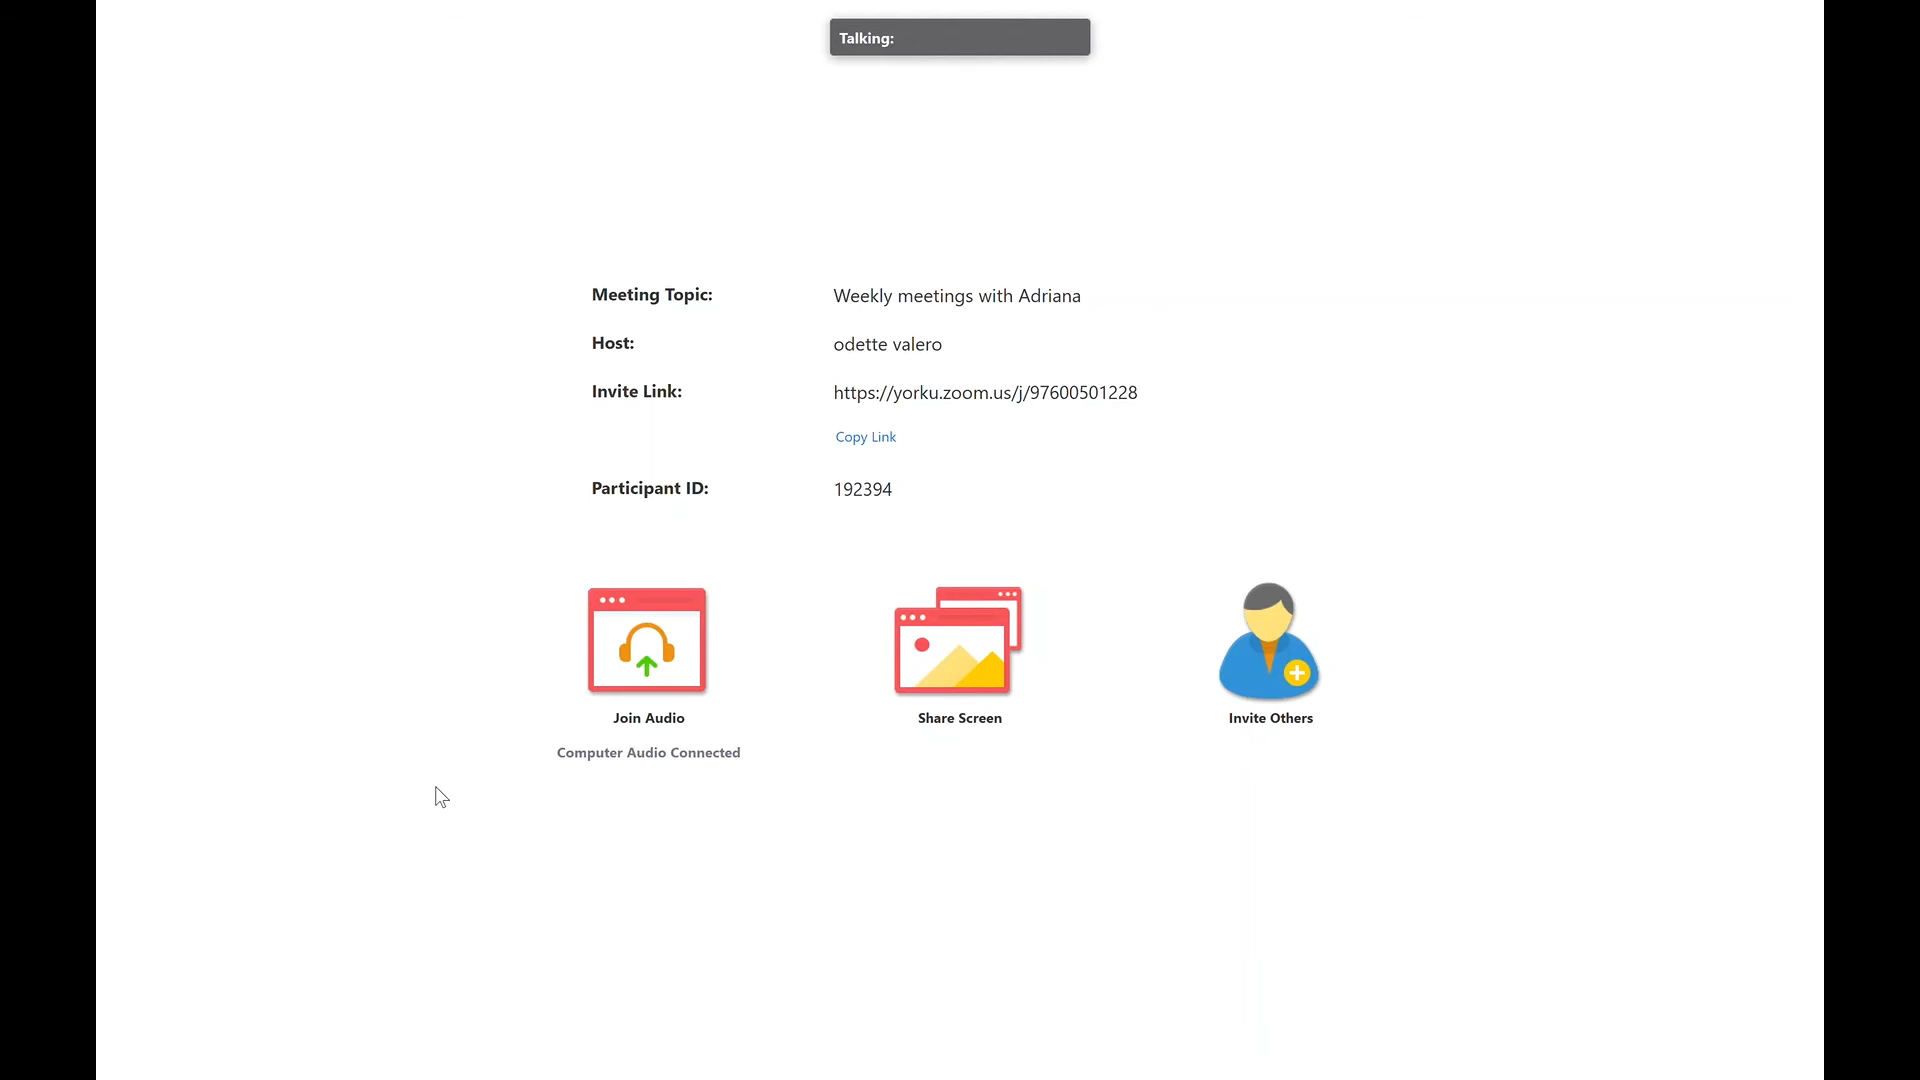 Talking:
Meeting Topic: Weekly meetings with Adriana
Host: odette valero
Invite Link: https://yorku.zoom.us/j/97600501228
Copy Link
Participant ID: 192394
Join Audio
Share Screen
Invite Others
Computer Audio Connected